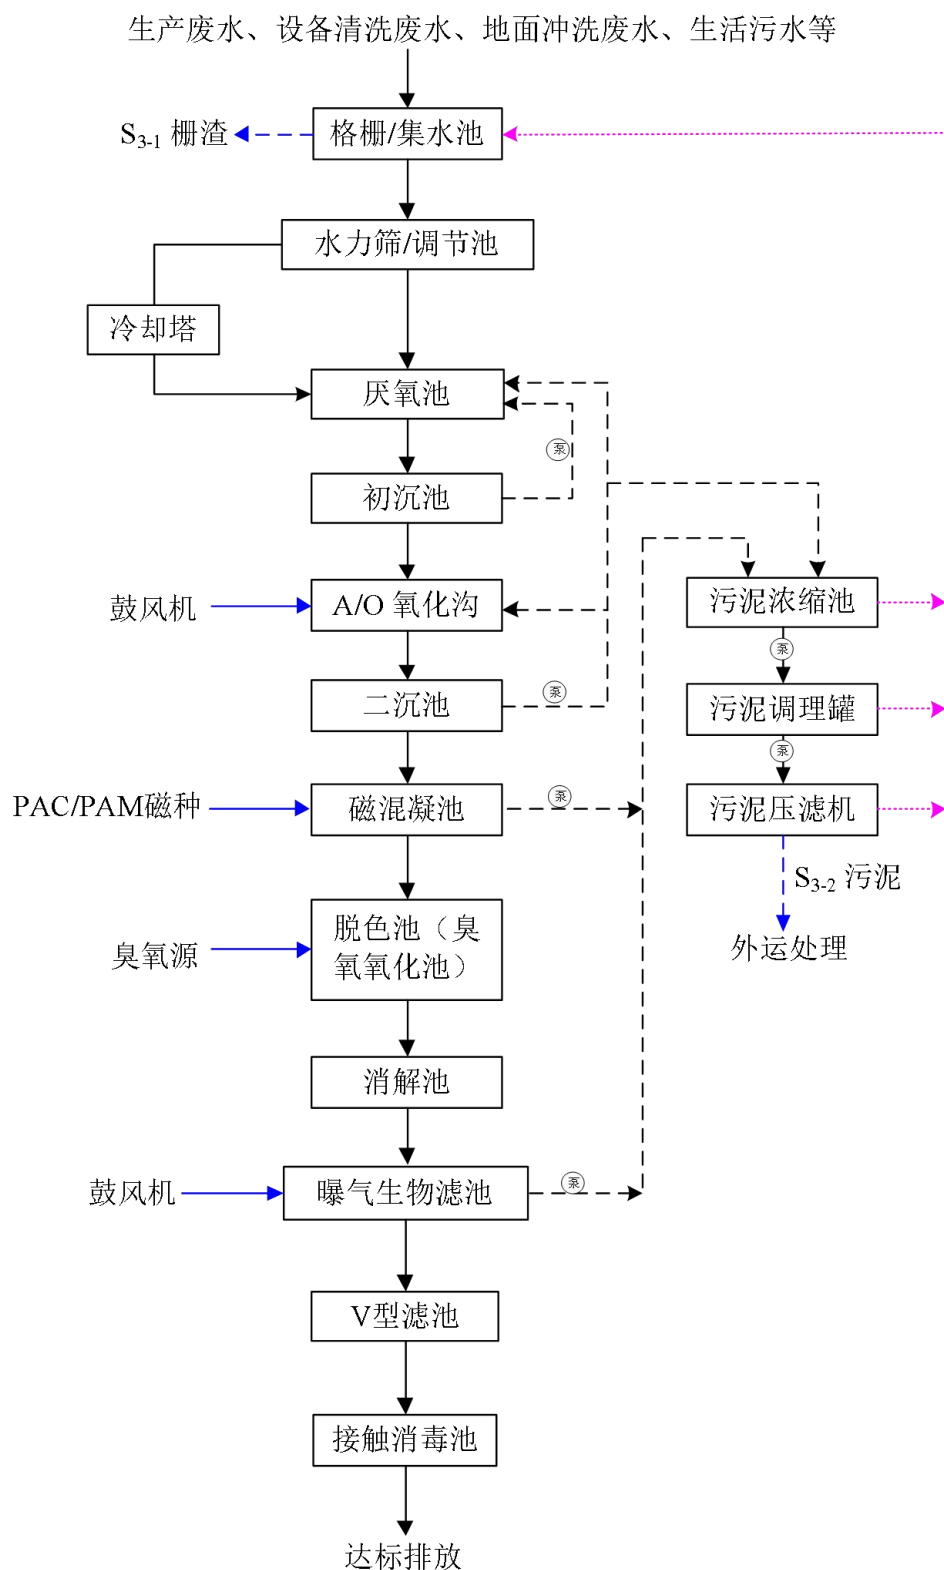 生产废水、设备清洗废水、地面冲洗废水、生活污水等
S3-1 栅渣
格栅/集水池
水力筛/调节池
冷却塔
厌氧池
泵
初沉池
鼓风机
A/O 氧化沟
污泥浓缩池
泵
二沉池
泵
污泥调理罐
泵
PAC/PAM磁种
磁混凝池
泵
污泥压滤机
S3-2 污泥
臭氧源
脱色池（臭
氧氧化池）
外运处理
消解池
鼓风机
曝气生物滤池
泵
V型滤池
接触消毒池
达标排放